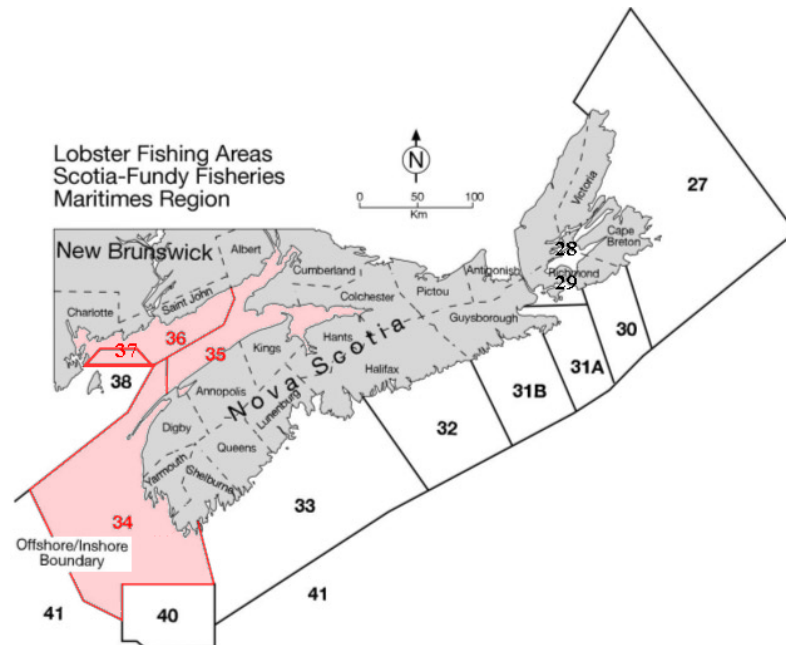 Lobster Fishing Areas
Scotia-Fundy Fisheries
Maritimes Region
N
0 50 100
Km
27
Victoria
Cape
Breton
28
Richmond
29
30
New Brunswick
Albert
Cumberland
Antigonish
Colchester
Pictou
Guysborough
Saint John
Charlotte
36
37
35
38
Kings
Hants
Halifax
Nova Scotia
Annopolis
Lunenburg
Digby
Queens
Yarmouth
Shelburne
31A
31B
32
33
34
Offshore/Inshore
Boundary
41
40
41